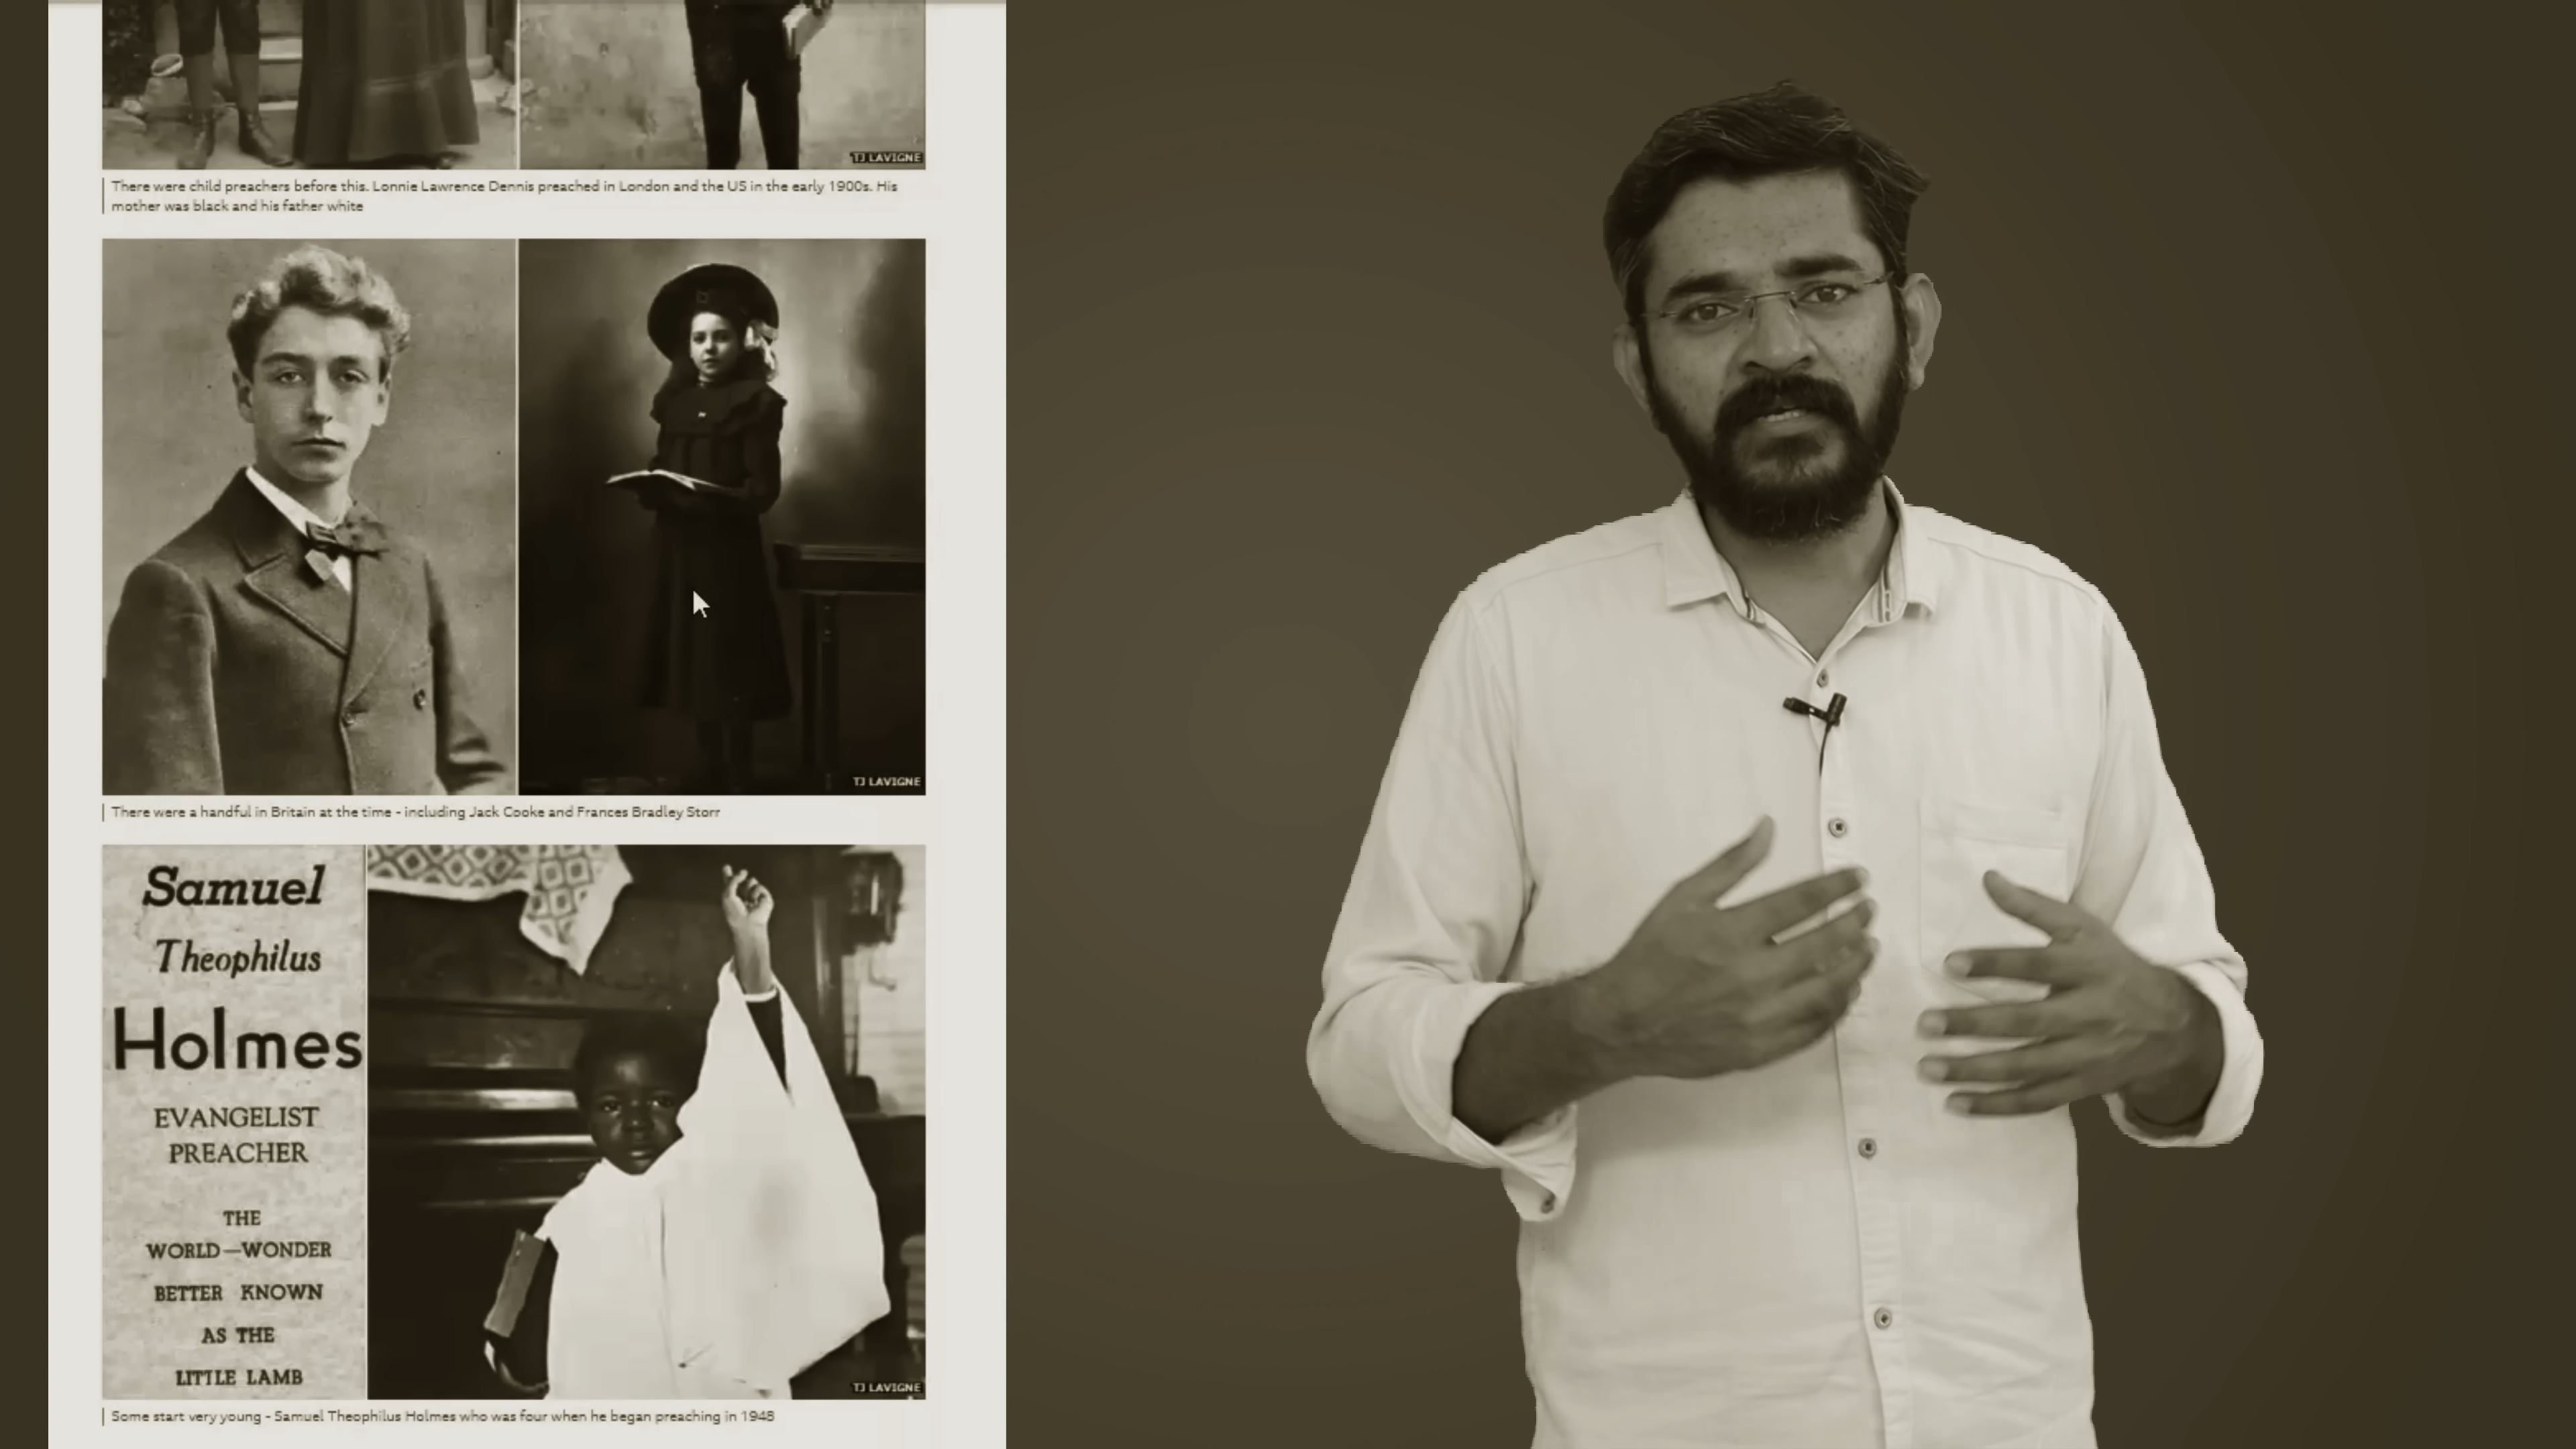 TJ LAVIGNE
There were child preachers before this. Lonnie Lawrence Dennis preached in London and the US in the early 1900s. His
mother was black and his father white
TJ LAVIGNE
There were a handful in Britain at the time - including Jack Cooke and Frances Bradley Storr
Samuel
Theophilus
Holmes
EVANGELIST
PREACHER
THE
WORLD—WONDER
BETTER KNOWN
AS THE
LITTLE LAMB
TJ LAVIGNE
Some start very young - Samuel Theophilus Holmes who was four when he began preaching in 1948